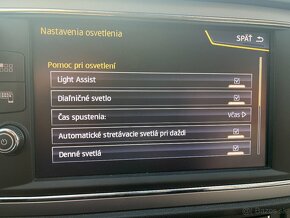 Nastavenia osvetlenia
SPÄŤ
Pomoc pri osvetlení
Light Assist
Diaľničné svetlo
Čas spustenia: Včas
Automatické stretávacie svetlá pri daždi
Denné svetlá